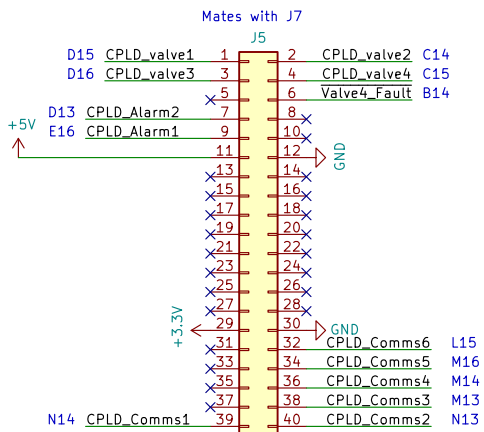 Mates with J7
J5
D15 CPLD_valve1 1 2 CPLD_valve2 C14
D16 CPLD_valve3 3 4 CPLD_valve4 C15
5 6 Valve4_Fault B14
D13 CPLD_Alarm2 7 8
+5V E16 CPLD_Alarm1 9 10
11 12 GND
13 14
15 16
17 18
19 20
21 22
23 24
25 26
27 28
+3.3V 29 30 GND
31 32 CPLD_Comms6 L15
33 34 CPLD_Comms5 M16
35 36 CPLD_Comms4 M14
37 38 CPLD_Comms3 M13
N14 CPLD_Comms1 39 40 CPLD_Comms2 N13